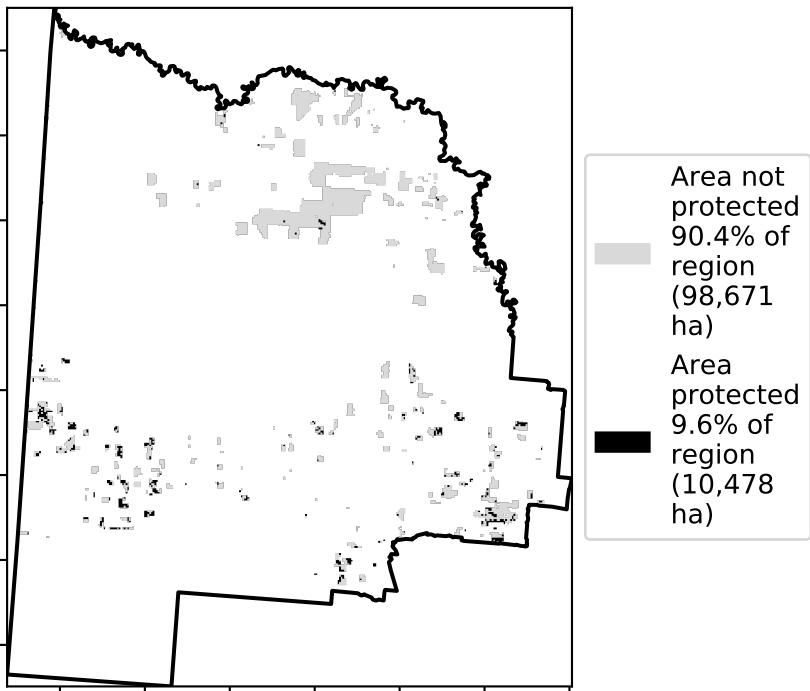 Area not
protected
90.4% of
region
(98,671
ha)
Area
protected
9.6% of
region
(10,478
ha)